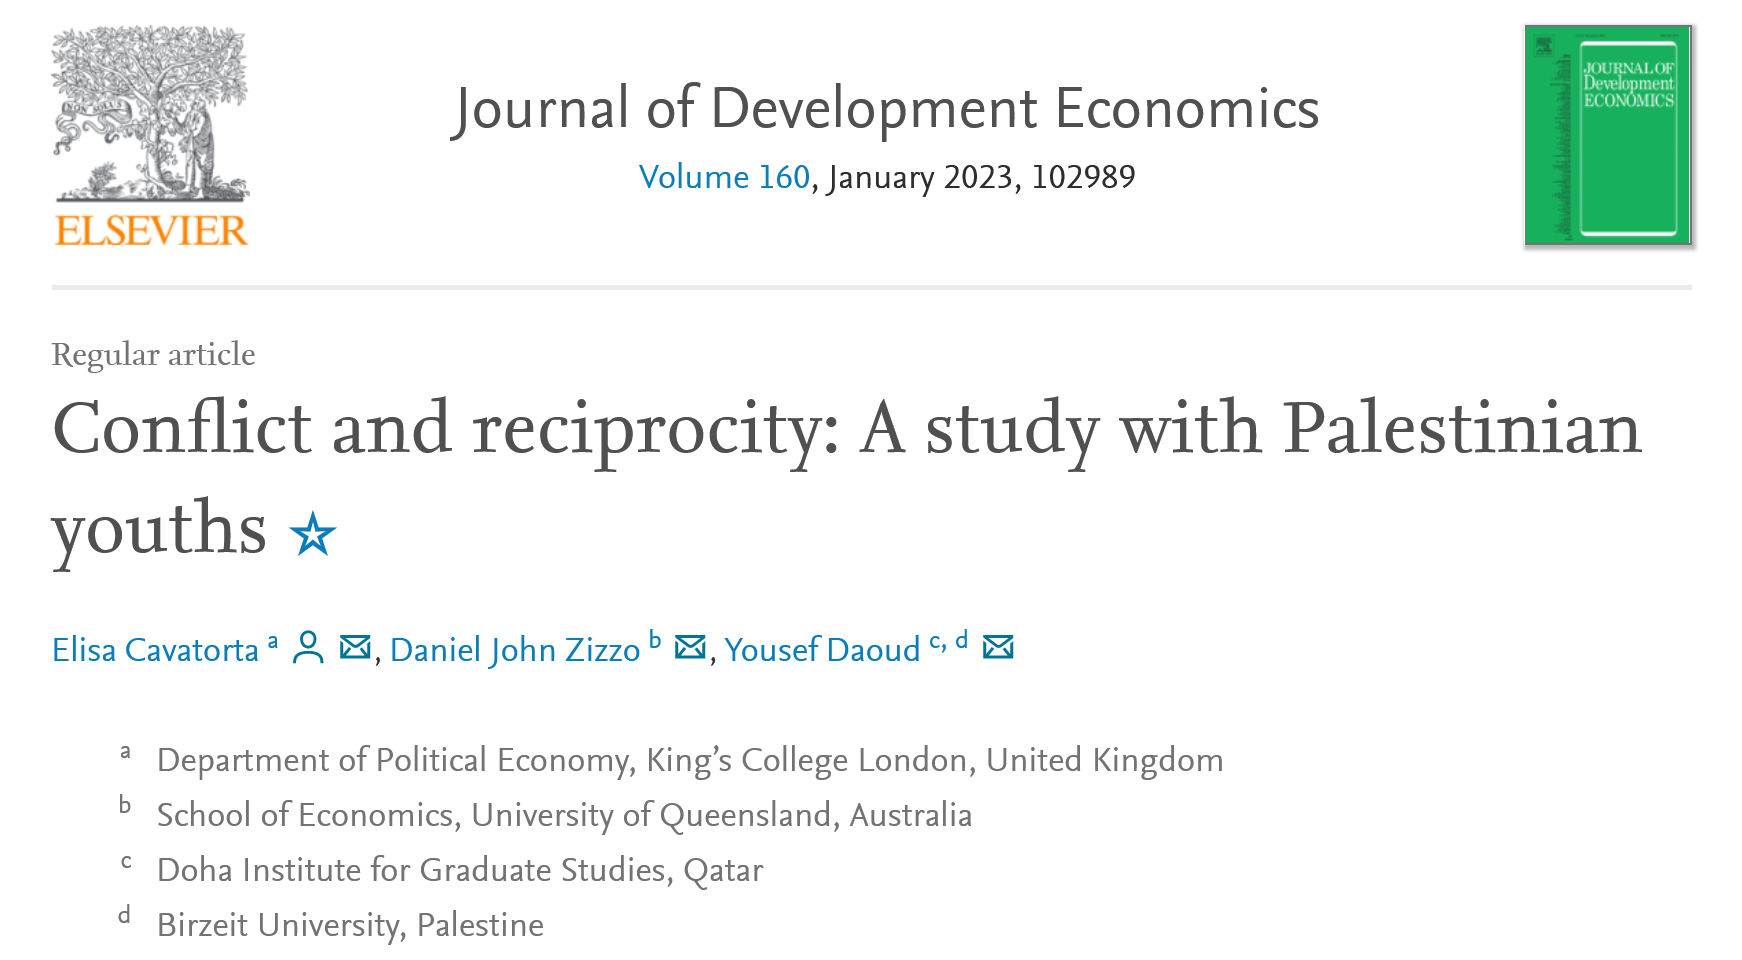 NON SOLUS
ELSEVIER
Journal of Development Economics
Volume 160, January 2023, 102989
JOURNAL OF
Development
ECONOMICS
Regular article
Conflict and reciprocity: A study with Palestinian
youths ☆
Elisa Cavatorta a, Daniel John Zizzo b, Yousef Daoud c, d
a Department of Political Economy, King’s College London, United Kingdom
b School of Economics, University of Queensland, Australia
c Doha Institute for Graduate Studies, Qatar
d Birzeit University, Palestine